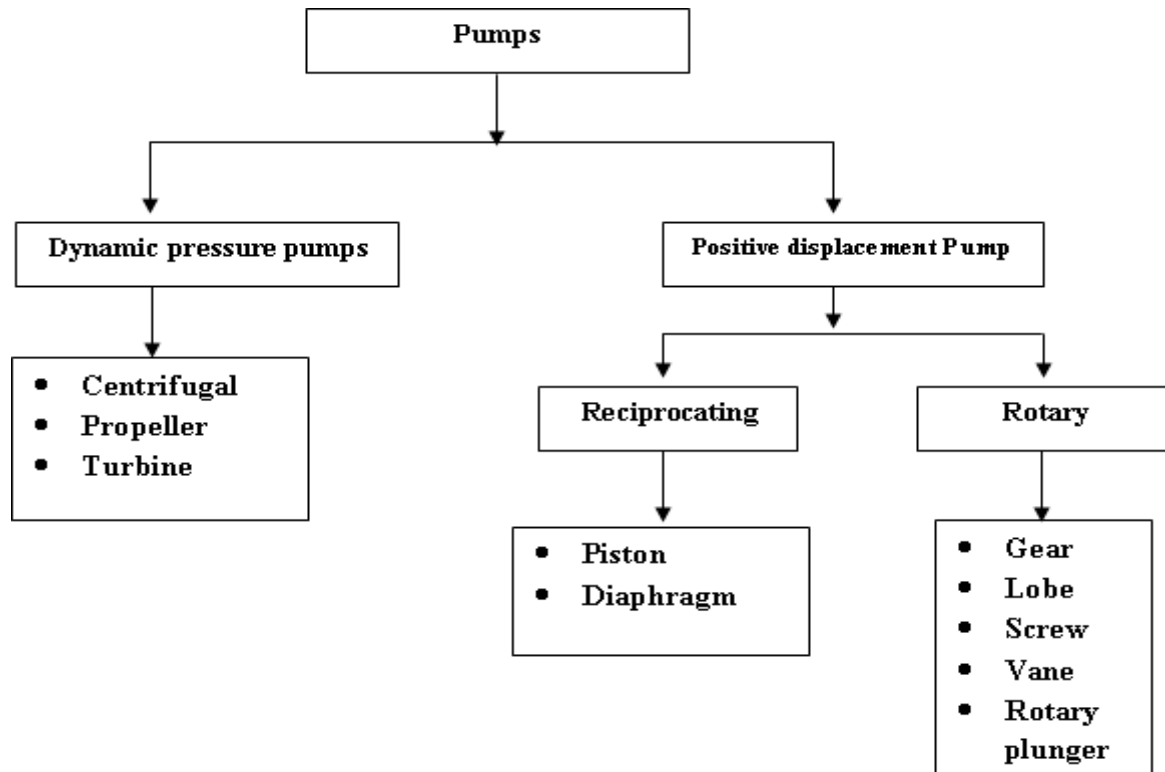 Pumps
Dynamic pressure pumps
Positive displacement Pump
• Centrifugal
• Propeller
• Turbine
Reciprocating
Rotary
• Piston
• Diaphragm
• Gear
• Lobe
• Screw
• Vane
• Rotary
plunger